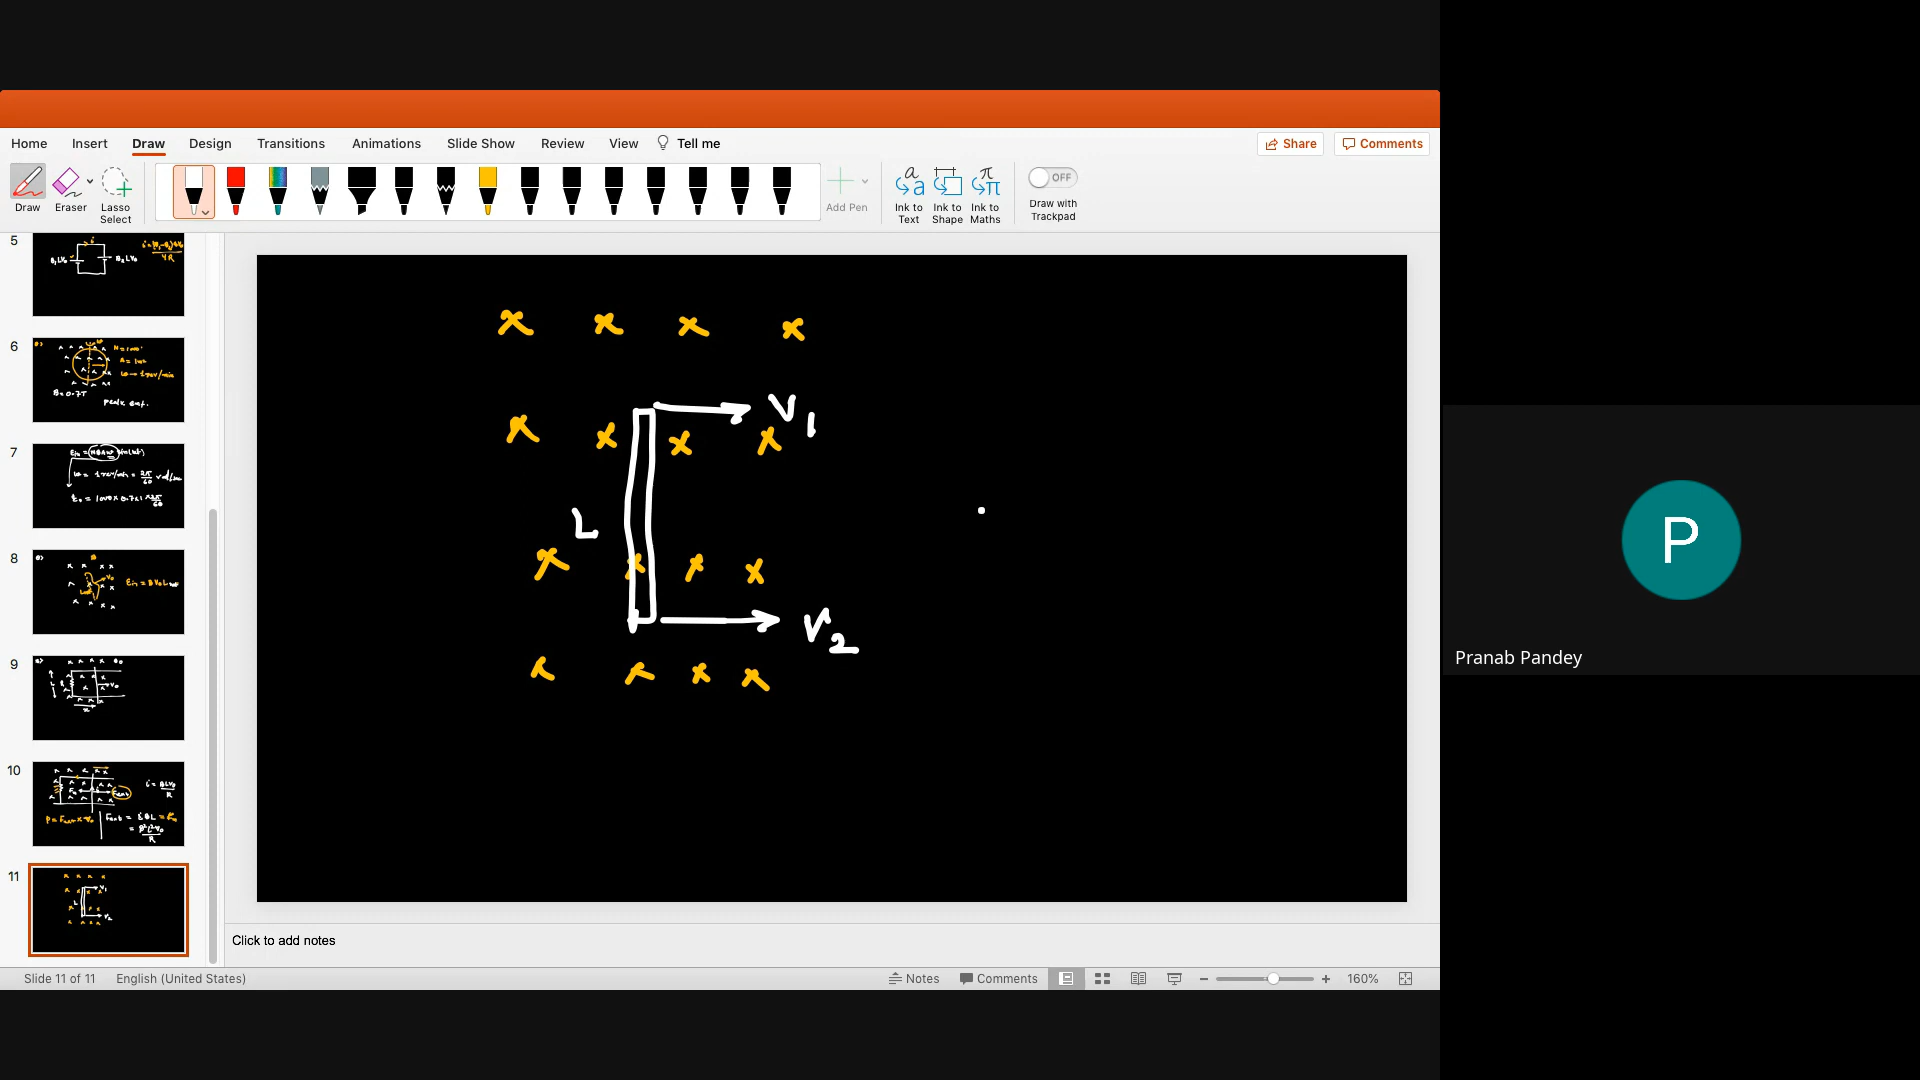 Home Insert Draw Design Transitions Animations Slide Show Review View Tell me Share Comments
Draw Eraser Lasso Select Add Pen Ink to Text Ink to Shape Ink to Maths OFF Draw with Trackpad
5
6
7
8
9
10
11
x x x x
V1
x x x x
L
x x x x
V2
x x x x
P
Pranab Pandey
Click to add notes
Slide 11 of 11 English (United States) Notes Comments 160%